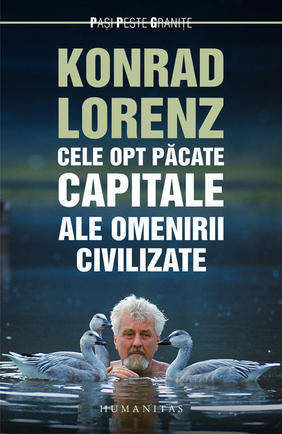 PAȘI PESTE GRANIȚE
KONRAD
LORENZ
CELE OPT PĂCATE
CAPITALE
ALE OMENIRII
CIVILIZATE
HUMANITAS